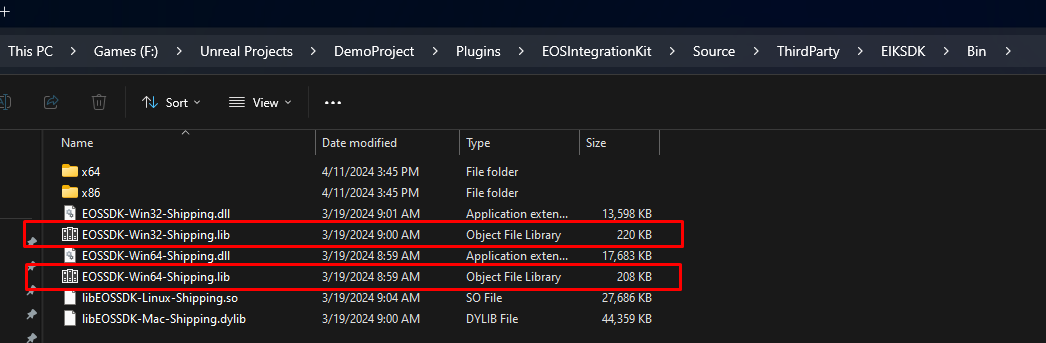 This PC > Games (F:) > Unreal Projects > DemoProject > Plugins > EOSIntegrationKit > Source > ThirdParty > EIKSDK > Bin >
Sort View ...
Name Date modified Type Size
x64 4/11/2024 3:45 PM File folder
x86 4/11/2024 3:45 PM File folder
EOSSDK-Win32-Shipping.dll 3/19/2024 9:01 AM Application exten... 13,598 KB
EOSSDK-Win32-Shipping.lib 3/19/2024 9:00 AM Object File Library 220 KB
EOSSDK-Win64-Shipping.dll 3/19/2024 8:59 AM Application exten... 17,683 KB
EOSSDK-Win64-Shipping.lib 3/19/2024 8:59 AM Object File Library 208 KB
libEOSSDK-Linux-Shipping.so 3/19/2024 9:04 AM SO File 27,686 KB
libEOSSDK-Mac-Shipping.dylib 3/19/2024 9:00 AM DYLIB File 44,359 KB